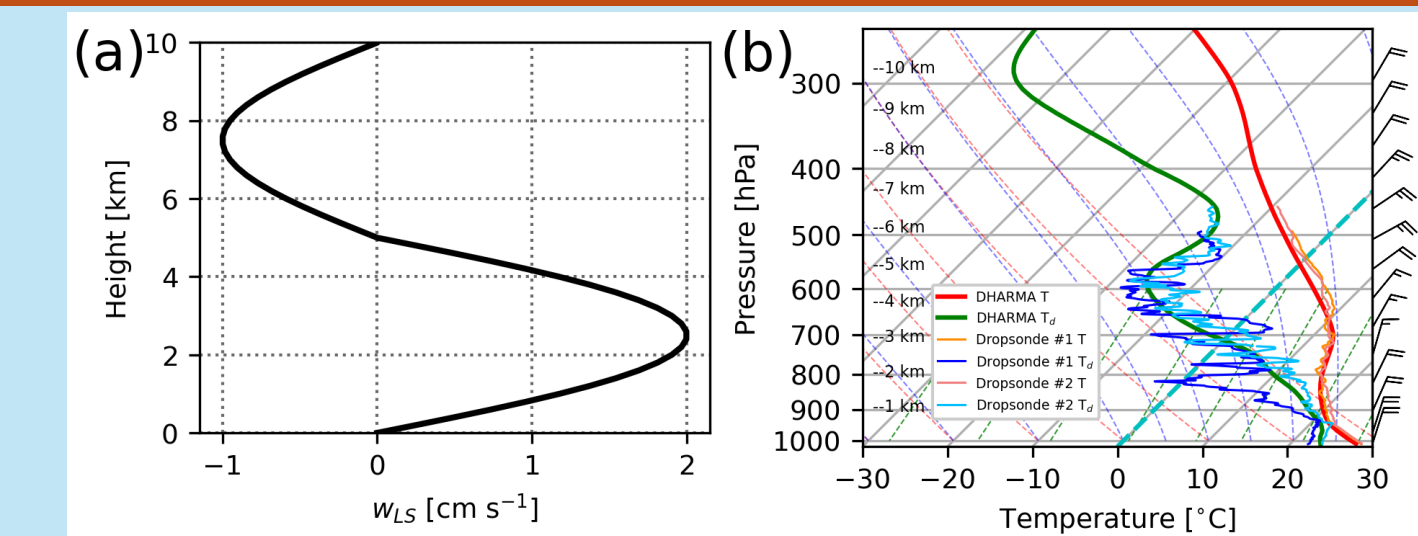 (a)
10
8
6
4
2
0
Height [km]
−1
0
1
2
w_LS [cm s⁻¹]
(b)
300
400
500
600
700
800
900
1000
Pressure [hPa]
--10 km
--9 km
--8 km
--7 km
--6 km
--5 km
--4 km
--3 km
--2 km
--1 km
DHARMA T
DHARMA T_d
Dropsonde #1 T
Dropsonde #1 T_d
Dropsonde #2 T
Dropsonde #2 T_d
−30
−20
−10
0
10
20
30
Temperature [°C]